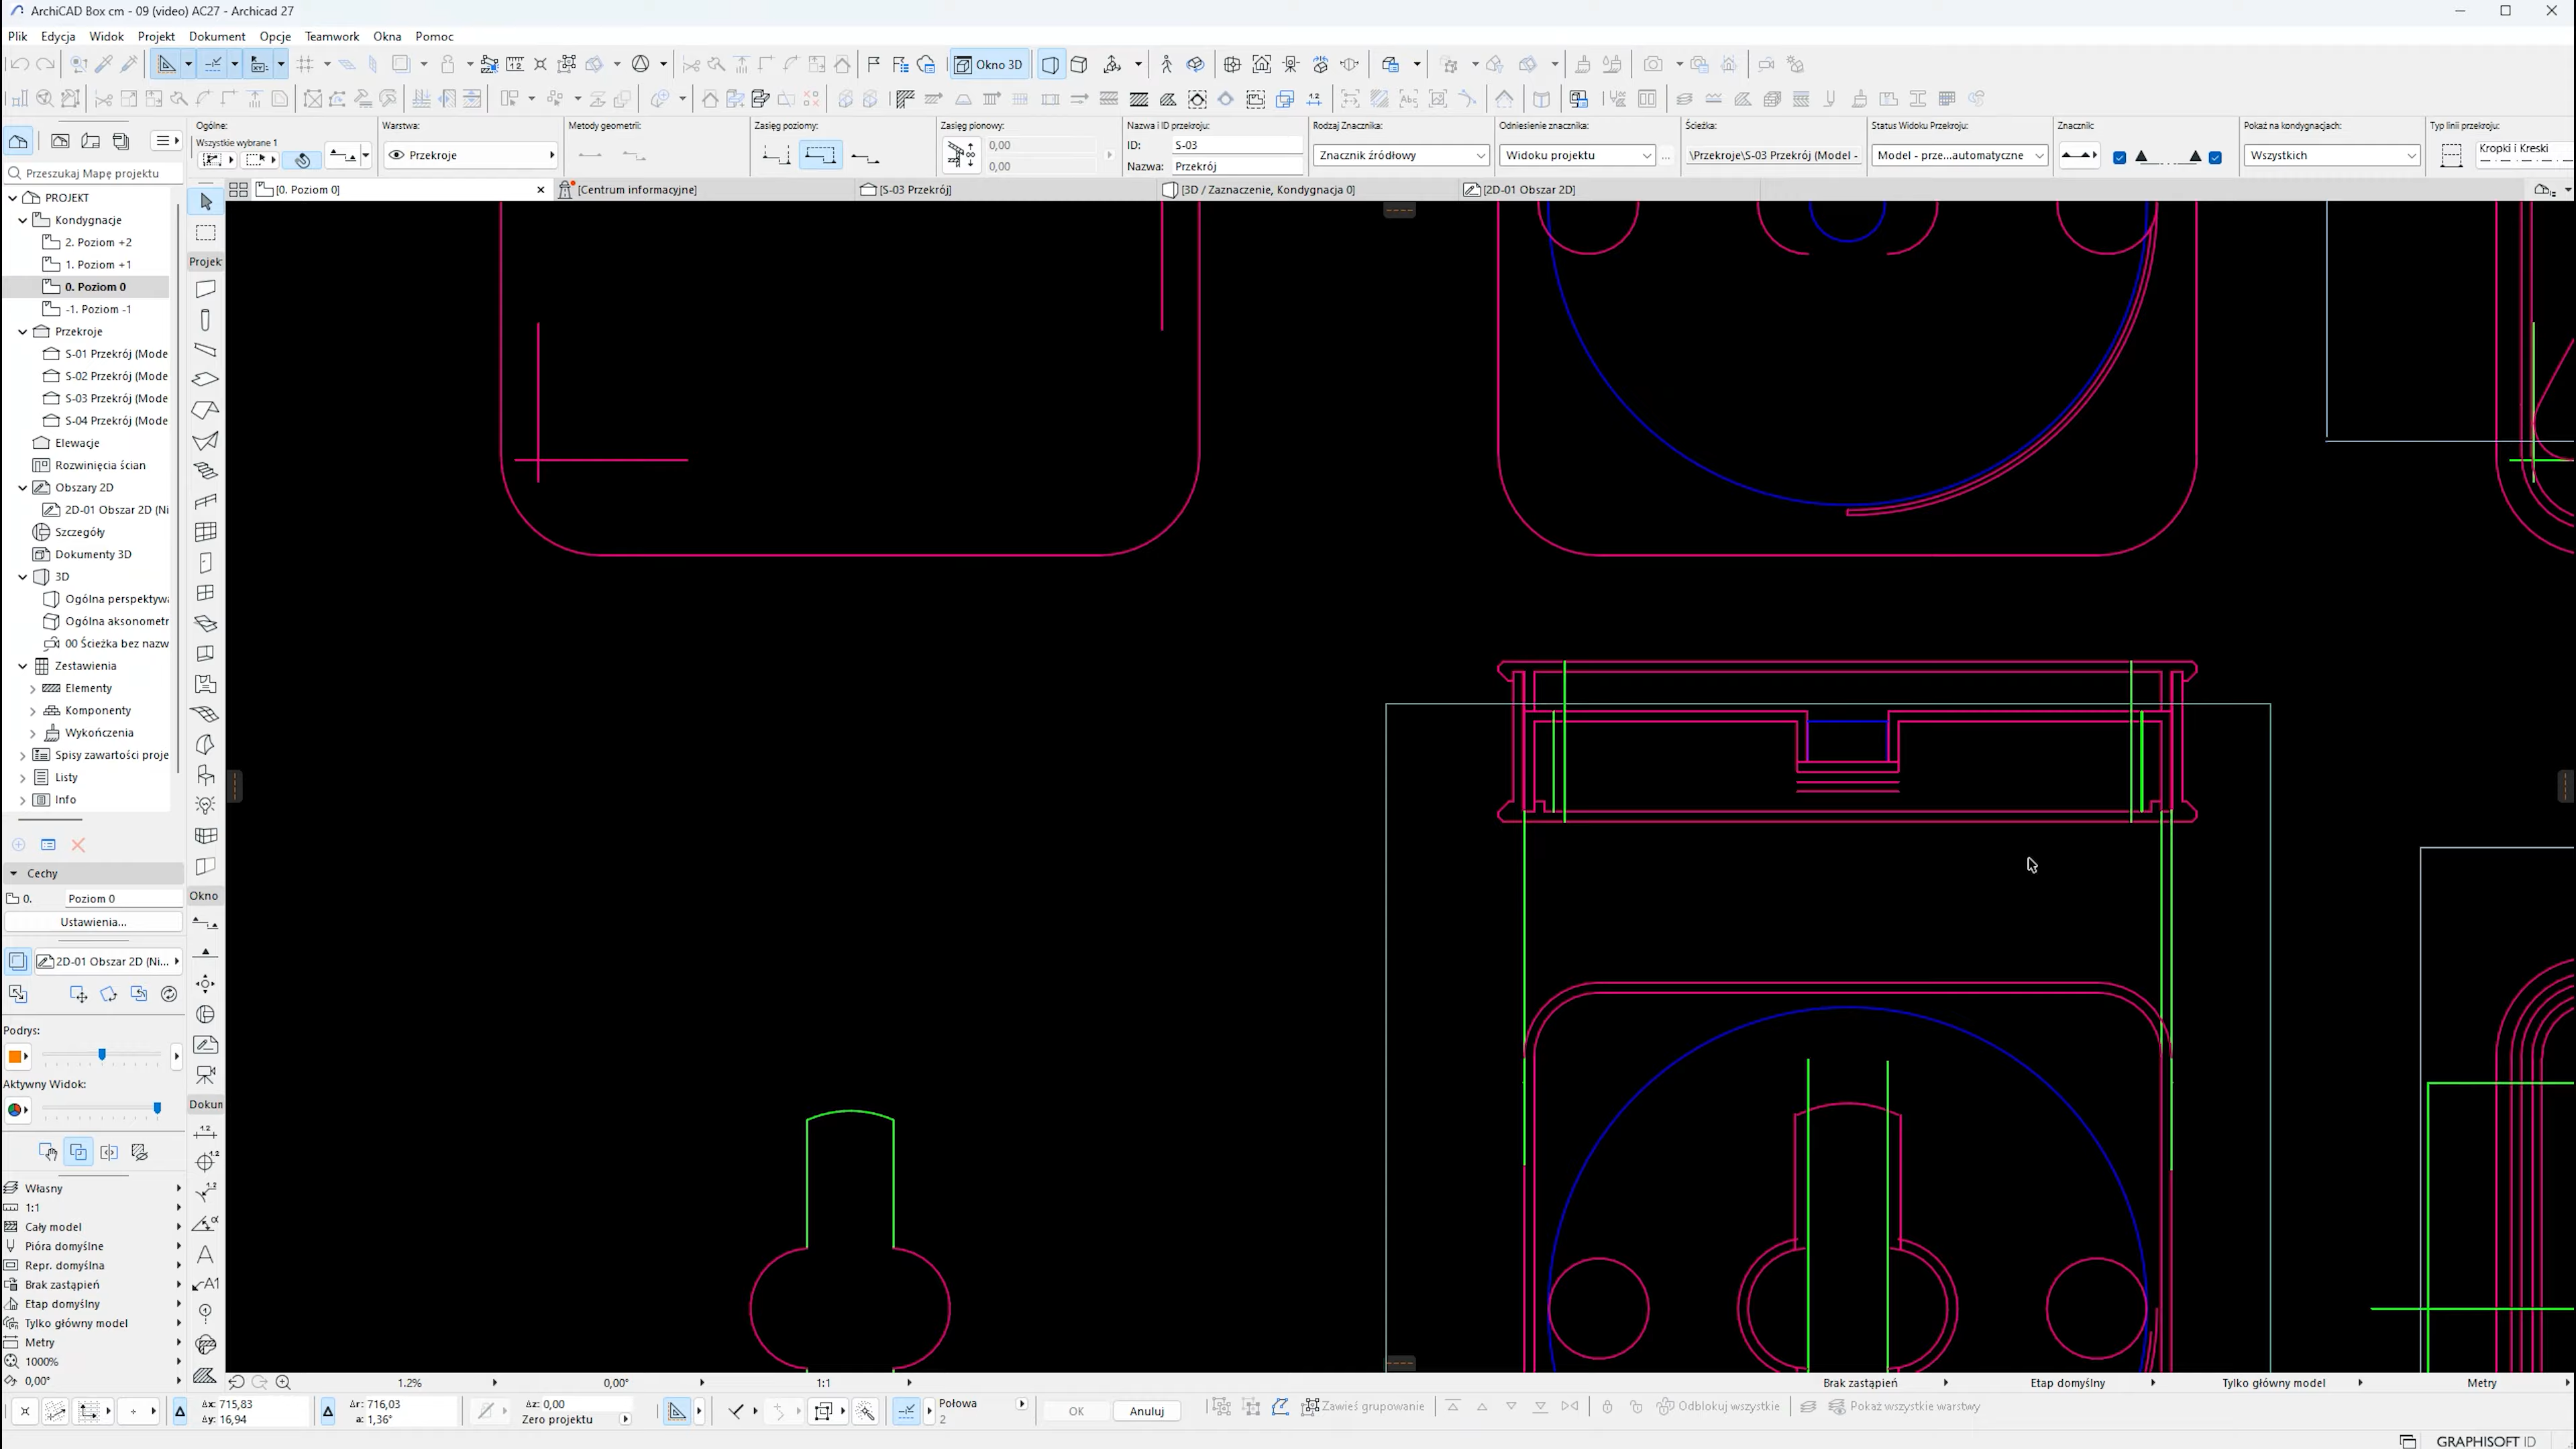 ArchiCAD Box cm - 09 (video) AC27 - Archicad 27
Plik Edycja Widok Projekt Dokument Opcje Teamwork Okna Pomoc
Okno 3D
Ogólne:
Wszystkie wybrane 1
Warstwa:
Przekroje
Metody geometrii:
Zasięg poziomy:
Zasięg pionowy:
0,00
0,00
Nazwa i ID przekroju:
ID: S-03
Nazwa: Przekrój
Rodzaj Znacznika:
Znacznik źródłowy
Odniesienie znacznika:
Widoku projektu
...
Ścieżka:
\Przekroje\S-03 Przekrój (Model -
Status Widoku Przekroju:
Model - prze...automatyczne
Znacznik:
Pokaż na kondygnacjach:
Wszystkich
Typ linii przekroju:
Kropki i Kreski
Przeszukaj Mapę projektu
[0. Poziom 0]
[Centrum informacyjne]
[S-03 Przekrój]
[3D / Zaznaczenie, Kondygnacja 0]
[2D-01 Obszar 2D]
PROJEKT
Kondygnacje
2. Poziom +2
1. Poziom +1
0. Poziom 0
-1. Poziom -1
Przekroje
S-01 Przekrój (Mode
S-02 Przekrój (Mode
S-03 Przekrój (Mode
S-04 Przekrój (Mode
Elewacje
Rozwinięcia ścian
Obszary 2D
2D-01 Obszar 2D (Ni
Szczegóły
Dokumenty 3D
3D
Ogólna perspektyw
Ogólna aksonometr
00 Ścieżka bez nazw
Zestawienia
Elementy
Komponenty
Wykończenia
Spisy zawartości proje
Listy
Info
Projek
Okno
Dokun
Cechy
0. Poziom 0
Ustawienia...
2D-01 Obszar 2D (Ni...
Podrys:
Aktywny Widok:
Własny
1:1
Cały model
Pióra domyślne
Repr. domyślna
Brak zastąpień
Etap domyślny
Tylko główny model
Metry
1000%
0,00°
1.2% 0,00° 1:1
Brak zastąpień Etap domyślny Tylko główny model Metry
Δx: 715,83
Δy: 16,94
Δr: 716,03
a: 1,36°
Δz: 0,00
Zero projektu
Połowa
2
OK
Anuluj
Zawieś grupowanie
Odblokuj wszystkie
Pokaż wszystkie warstwy
GRAPHISOFT ID